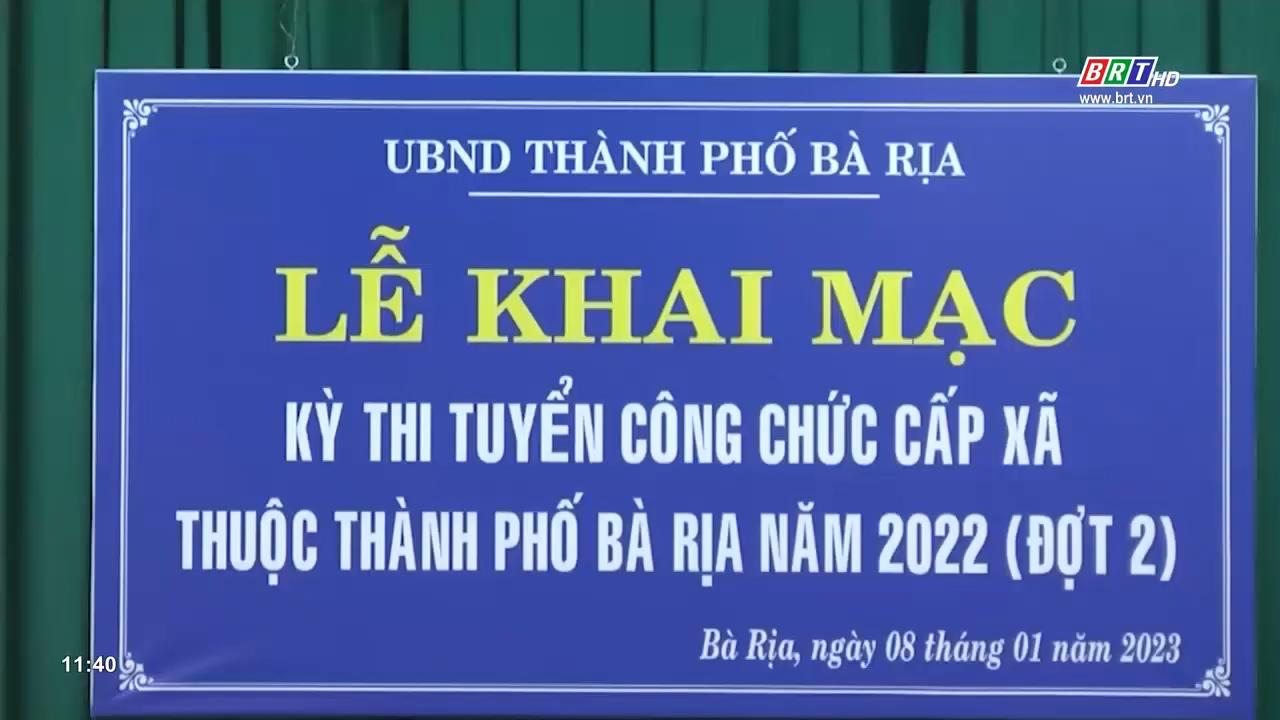 BRT HD
www.brt.vn
UBND THÀNH PHỐ BÀ RỊA
LỄ KHAI MẠC
KỲ THI TUYỂN CÔNG CHỨC CẤP XÃ
THUỘC THÀNH PHỐ BÀ RỊA NĂM 2022 (ĐỢT 2)
Bà Rịa, ngày 08 tháng 01 năm 2023
11:40